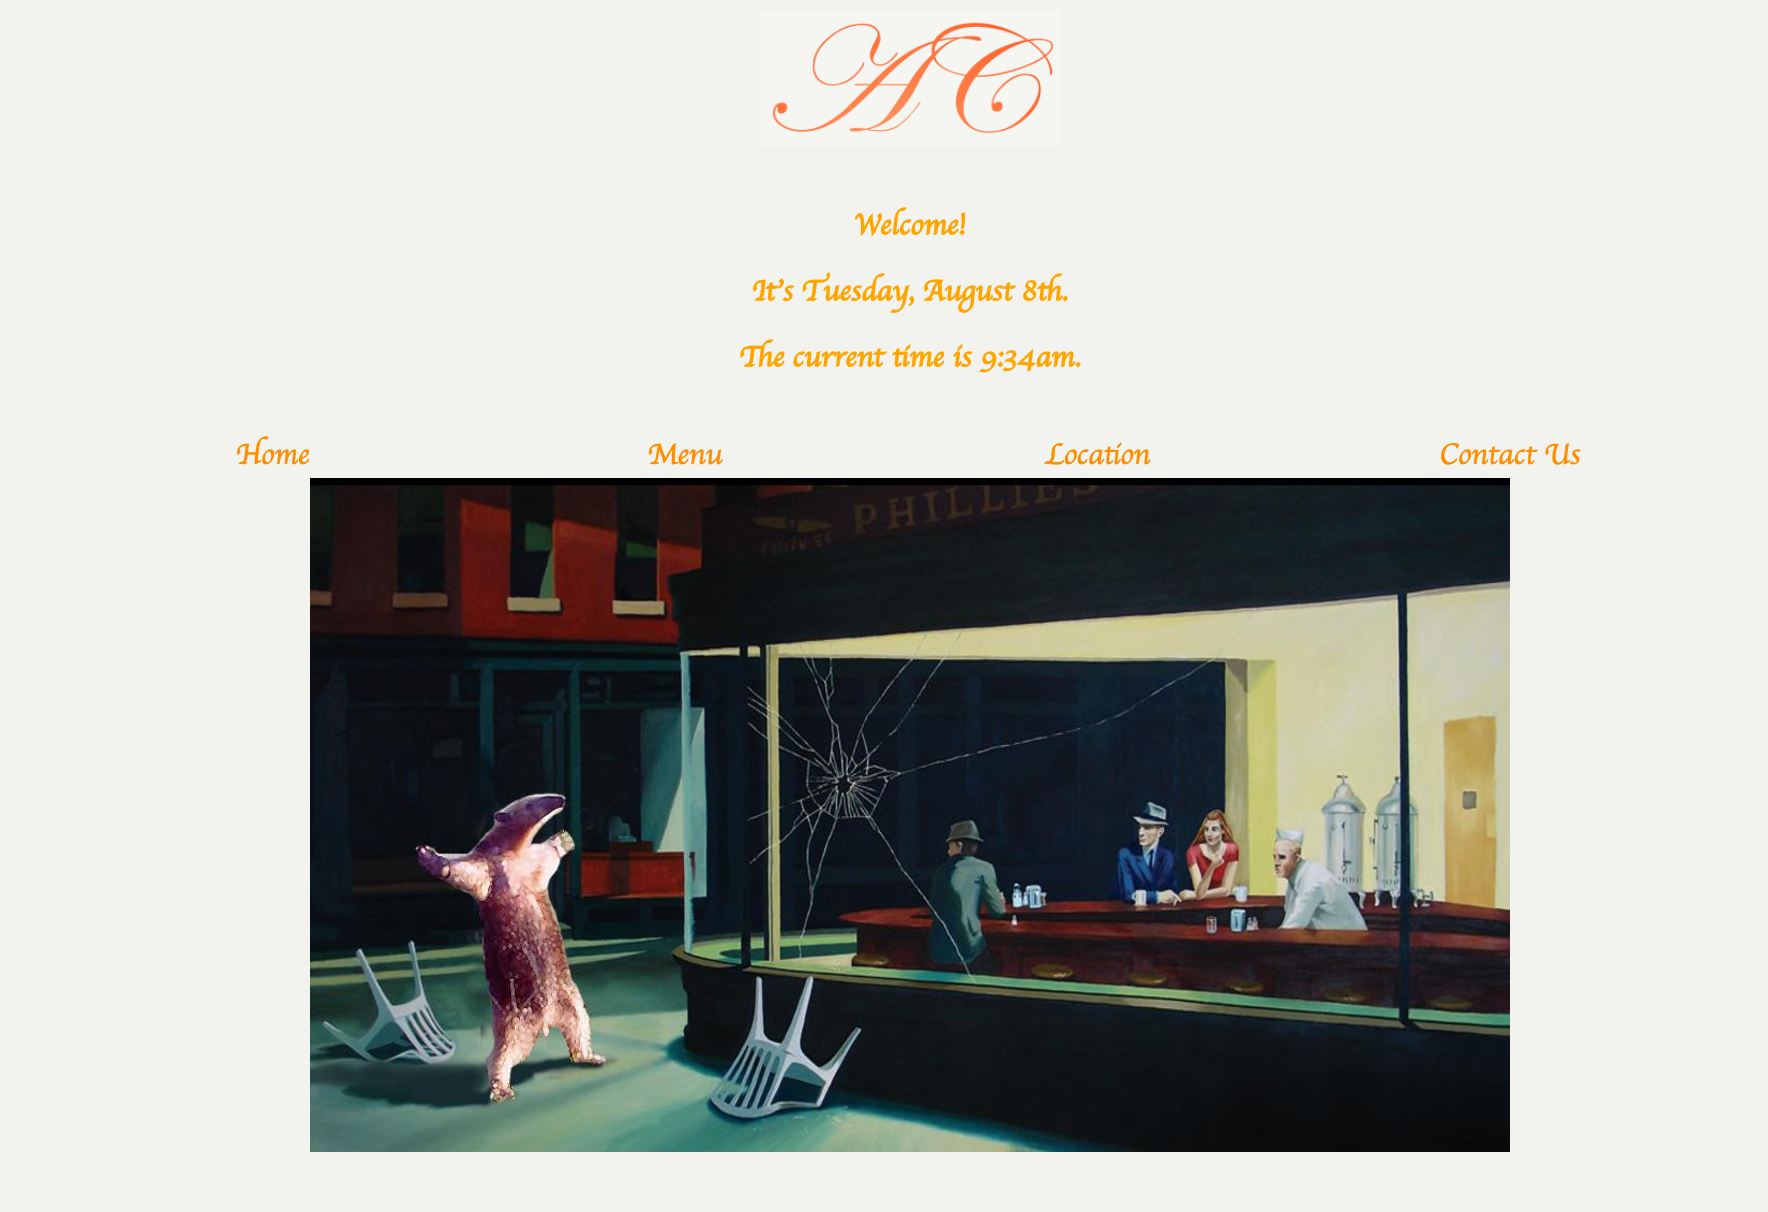 AC
Welcome!
It's Tuesday, August 8th.
The current time is 9:34am.
Home Menu Location Contact Us
PHILLIES